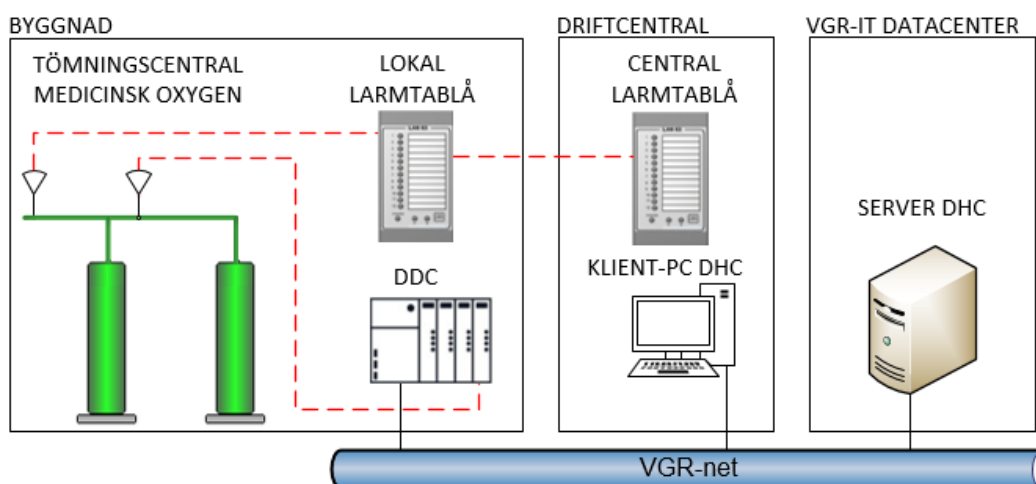 BYGGNAD
TÖMNINGSCENTRAL
MEDICINSK OXYGEN
LOKAL
LARMTABLÅ
DDC
DRIFTCENTRAL
CENTRAL
LARMTABLÅ
KLIENT-PC DHC
VGR-IT DATACENTER
SERVER DHC
VGR-net